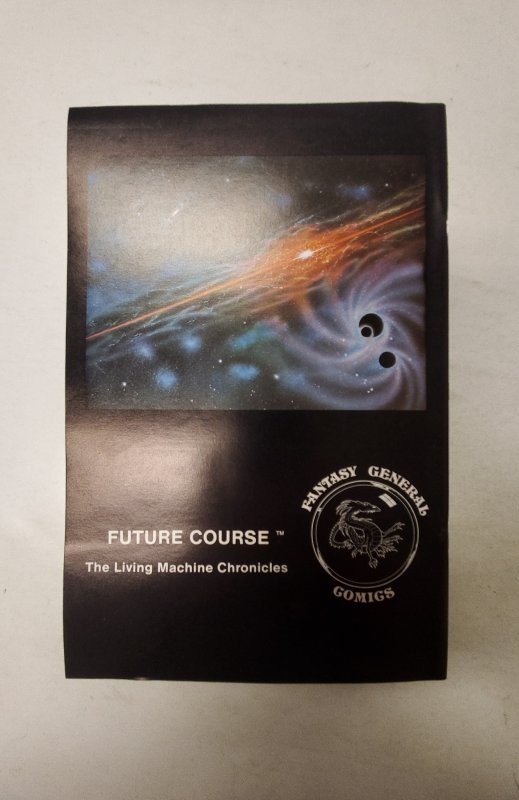 FUTURE COURSE ™
The Living Machine Chronicles
FANTASY GENERAL
COMICS